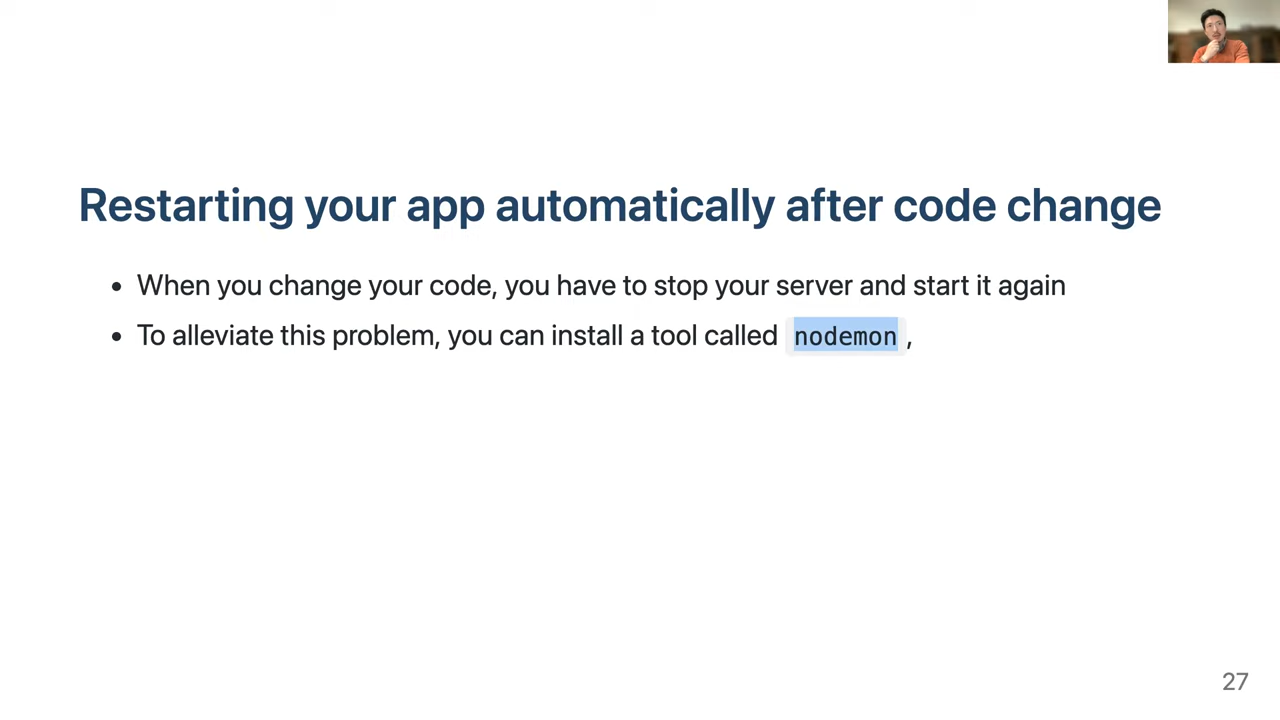 Restarting your app automatically after code change
• When you change your code, you have to stop your server and start it again
• To alleviate this problem, you can install a tool called nodemon,
27